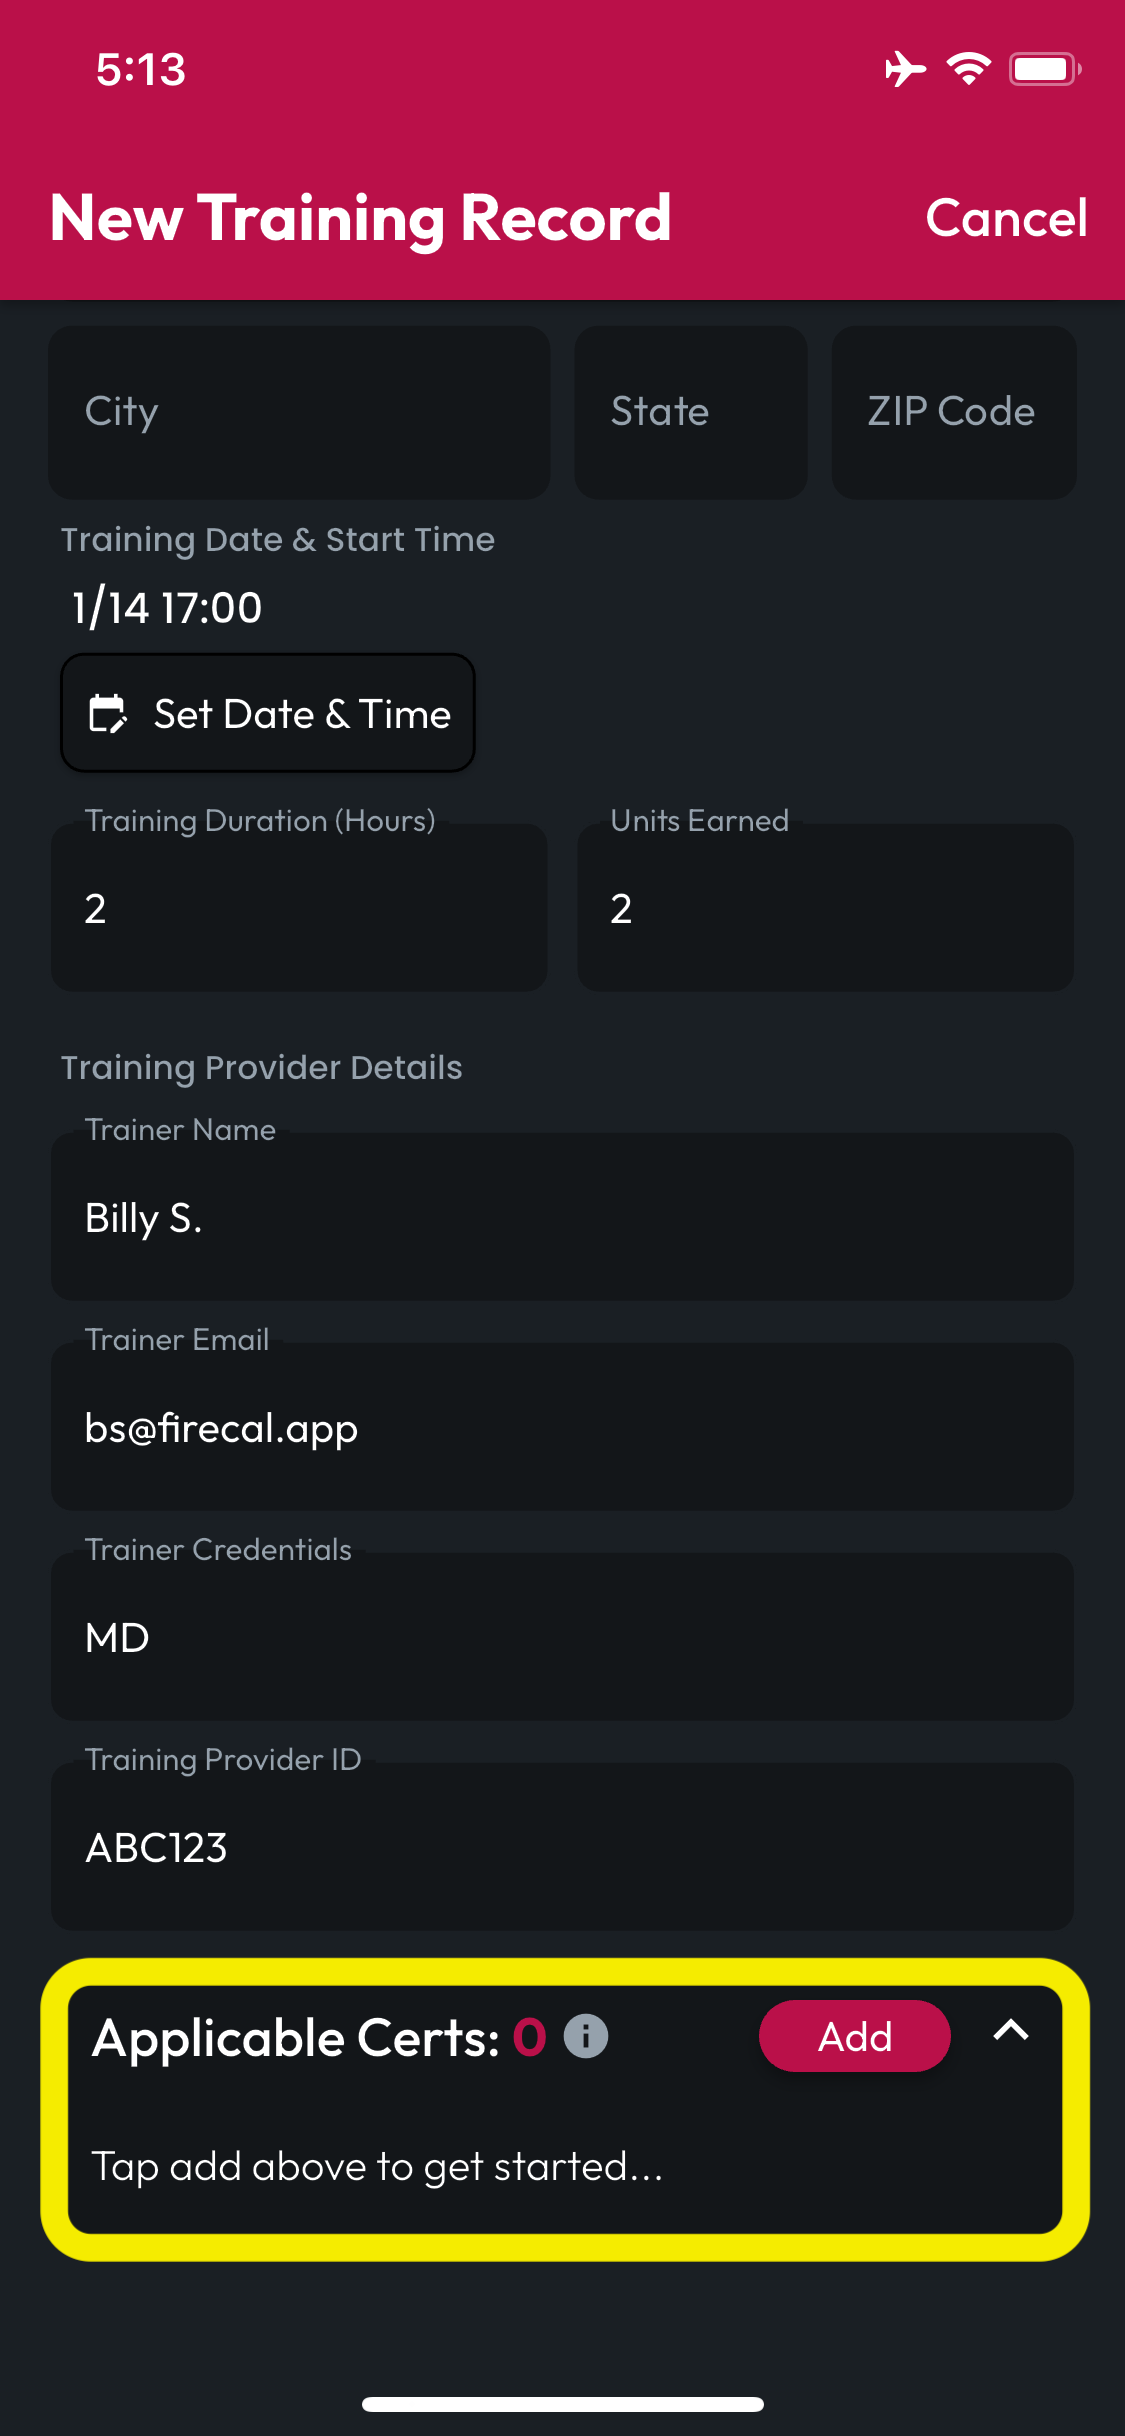 5:13
New Training Record Cancel
City State ZIP Code
Training Date & Start Time
1/14 17:00
Set Date & Time
Training Duration (Hours) Units Earned
2 2
Training Provider Details
Trainer Name
Billy S.
Trainer Email
bs@firecal.app
Trainer Credentials
MD
Training Provider ID
ABC123
Applicable Certs: 0 Add
Tap add above to get started...